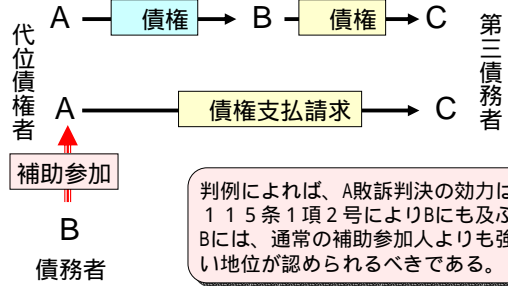 A 債権 B 債権 C
代位債権者
第三債務者
A 債権支払請求 C
補助参加
B
債務者
判例によれば、A敗訴判決の効力は
115条1項2号によりBにも及ぶ
Bには、通常の補助参加人よりも強
い地位が認められるべきである。